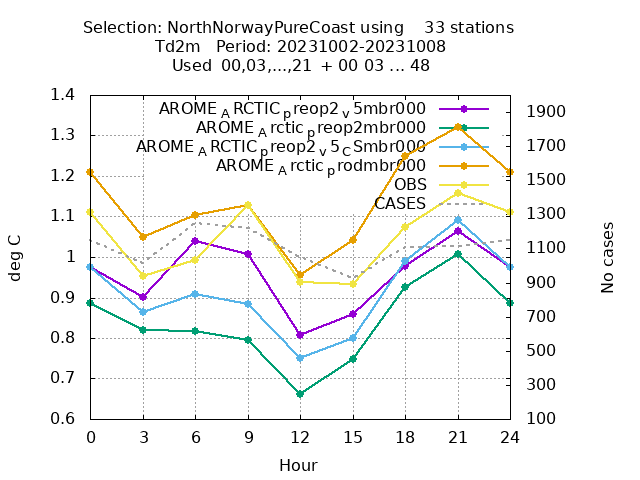 Selection: NorthNorwayPureCoast using 33 stations
Td2m Period: 20231002-20231008
Used 00,03,...,21 + 00 03 ... 48
AROME_ARCTIC_preop2_v5mbr000
AROME_Arctic_preop2mbr000
AROME_ARCTIC_preop2_v5_CSmbr000
AROME_Arctic_prodmbr000
OBS
CASES
1.4
1.3
1.2
1.1
1
0.9
0.8
0.7
0.6
deg C
1900
1700
1500
1300
1100
900
700
500
300
100
No cases
0 3 6 9 12 15 18 21 24
Hour